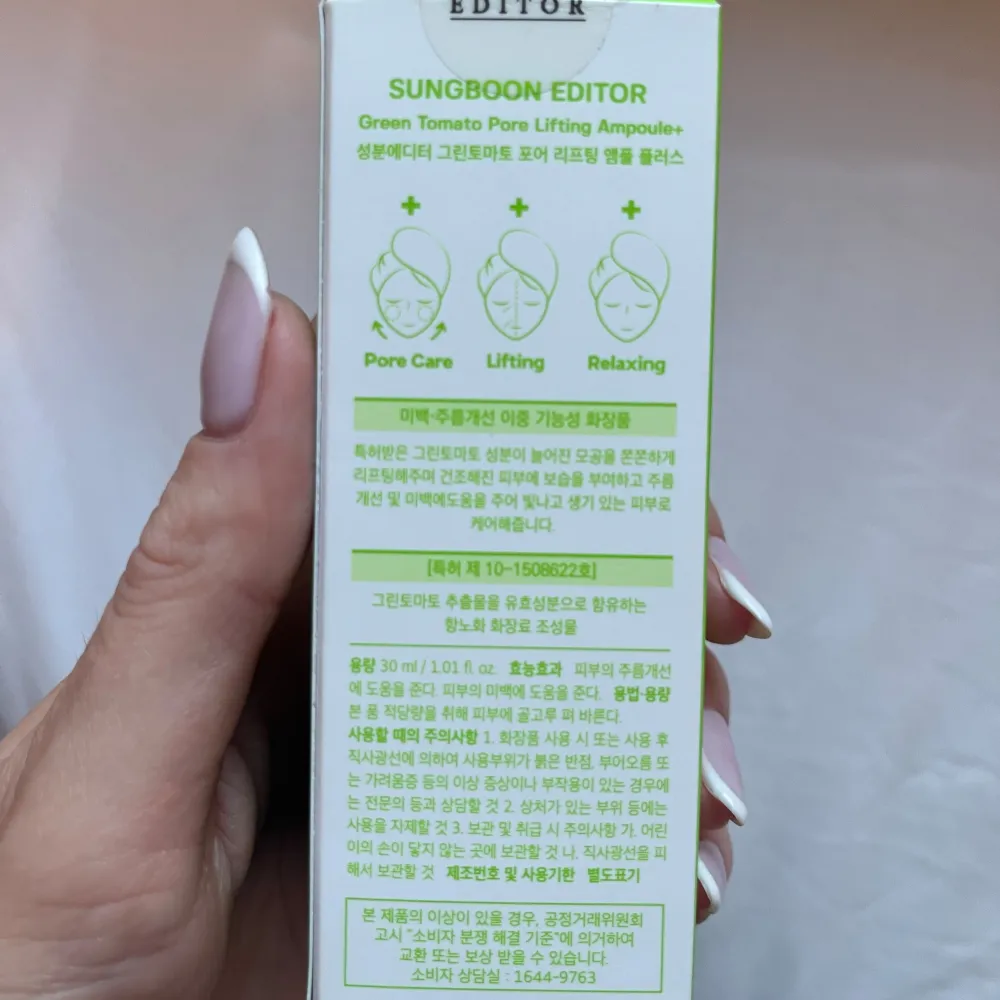 EDITOR
SUNGBOON EDITOR
Green Tomato Pore Lifting Ampoule+
성분에디터 그린토마토 포어 리프팅 앰플 플러스
+ + +
Pore Care Lifting Relaxing
미백·주름개선 이중 기능성 화장품
특허받은 그린토마토 성분이 늘어진 모공을 쫀쫀하게
리프팅해주며 건조해진 피부에 보습을 부여하고 주름
개선 및 미백에도움을 주어 빛나고 생기 있는 피부로
케어해줍니다.
[특허 제 10-1508622호]
그린토마토 추출물을 유효성분으로 함유하는
항노화 화장료 조성물
용량 30 ml / 1.01 fl. oz. 효능효과 피부의 주름개선
에 도움을 준다. 피부의 미백에 도움을 준다. 용법·용량
본 품 적당량을 취해 피부에 골고루 펴 바른다.
사용할 때의 주의사항 1. 화장품 사용 시 또는 사용 후
직사광선에 의하여 사용부위가 붉은 반점, 부어오름 또
는 가려움증 등의 이상 증상이나 부작용이 있는 경우에
는 전문의 등과 상담할 것 2. 상처가 있는 부위 등에는
사용을 자제할 것 3. 보관 및 취급 시 주의사항 가. 어린
이의 손이 닿지 않는 곳에 보관할 것 나. 직사광선을 피
해서 보관할 것 제조번호 및 사용기한 별도표기
본 제품의 이상이 있을 경우, 공정거래위원회
고시 "소비자 분쟁 해결 기준"에 의거하여
교환 또는 보상 받을 수 있습니다.
소비자 상담실 : 1644-9763